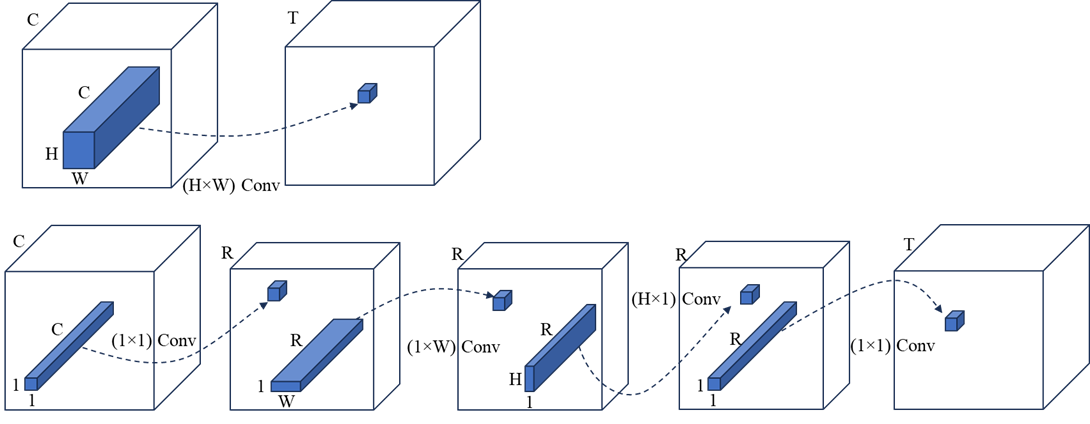 C
T
C
H
W
(H×W) Conv
C
R
R
R
T
C
(1×1) Conv
1
1
R
(1×W) Conv
1
W
R
(H×1) Conv
H
1
R
(1×1) Conv
1
1